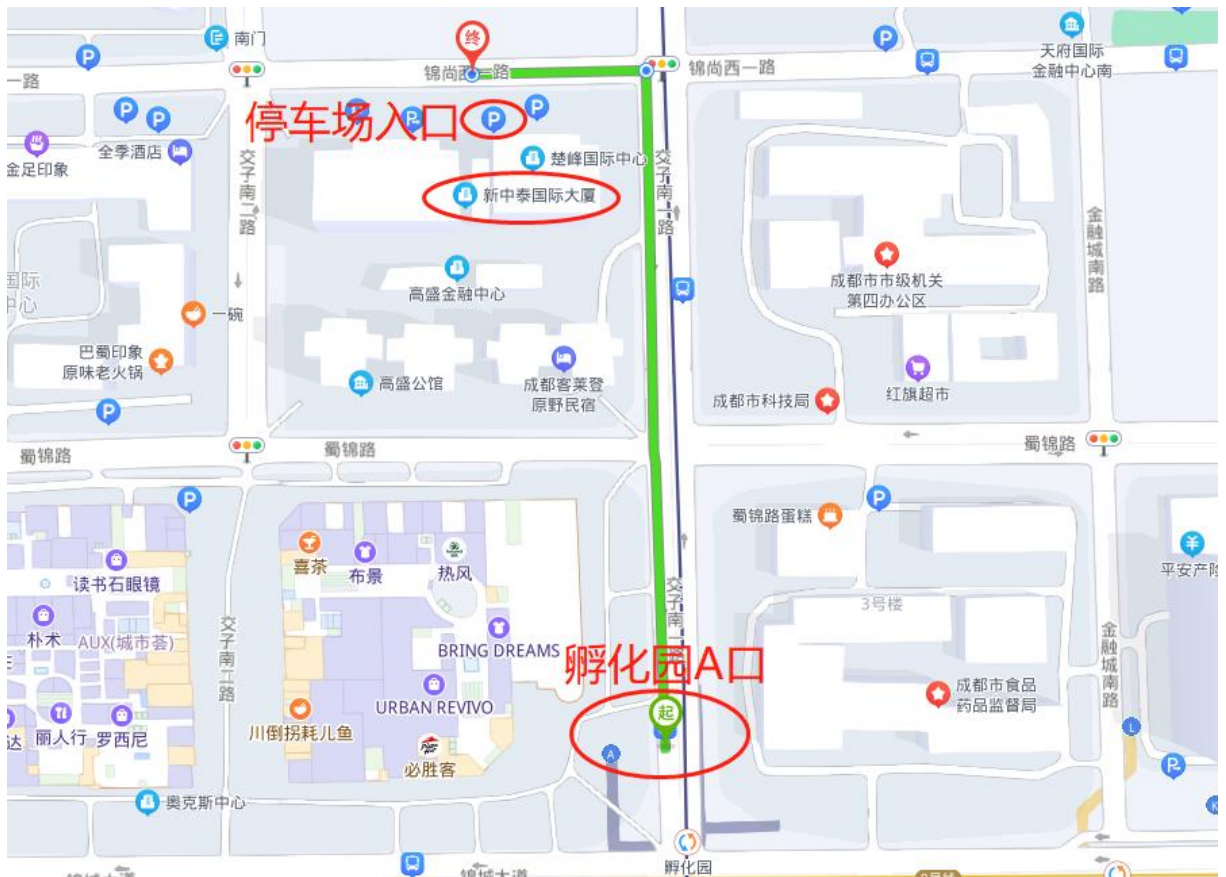 南门
终
天府国际
金融中心南
一路
锦尚西一路
锦尚西一路
停车场入口
全季酒店
金足印象
楚峰国际中心
新中泰国际大厦
交子南二路
交子南一路
金融城南路
成都市市级机关
第四办公区
高盛金融中心
国际
中心
一碗
巴蜀印象
原味老火锅
高盛公馆
成都客莱登
原野民宿
成都市科技局
红旗超市
蜀锦路
蜀锦路
蜀锦路
蜀锦路蛋糕
喜茶
布景
热风
读书石眼镜
平安产险
朴术
AUX(城市荟)
交子南二路
交子南一路
3号楼
BRING DREAMS
孵化园A口
金融城南路
URBAN REVIVO
起
成都市食品
药品监督局
达
丽人行
罗西尼
川倒拐耗儿鱼
必胜客
A
L
K
奥克斯中心
孵化园
锦城大道